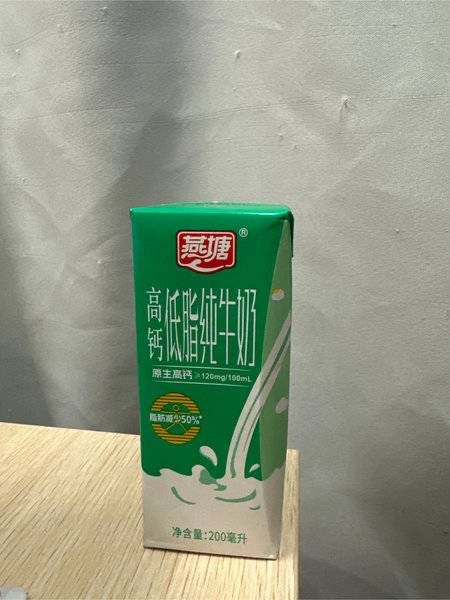 燕塘®
高钙低脂纯牛奶
原生高钙≥120mg/100mL
脂肪减少50%*
净含量:200毫升